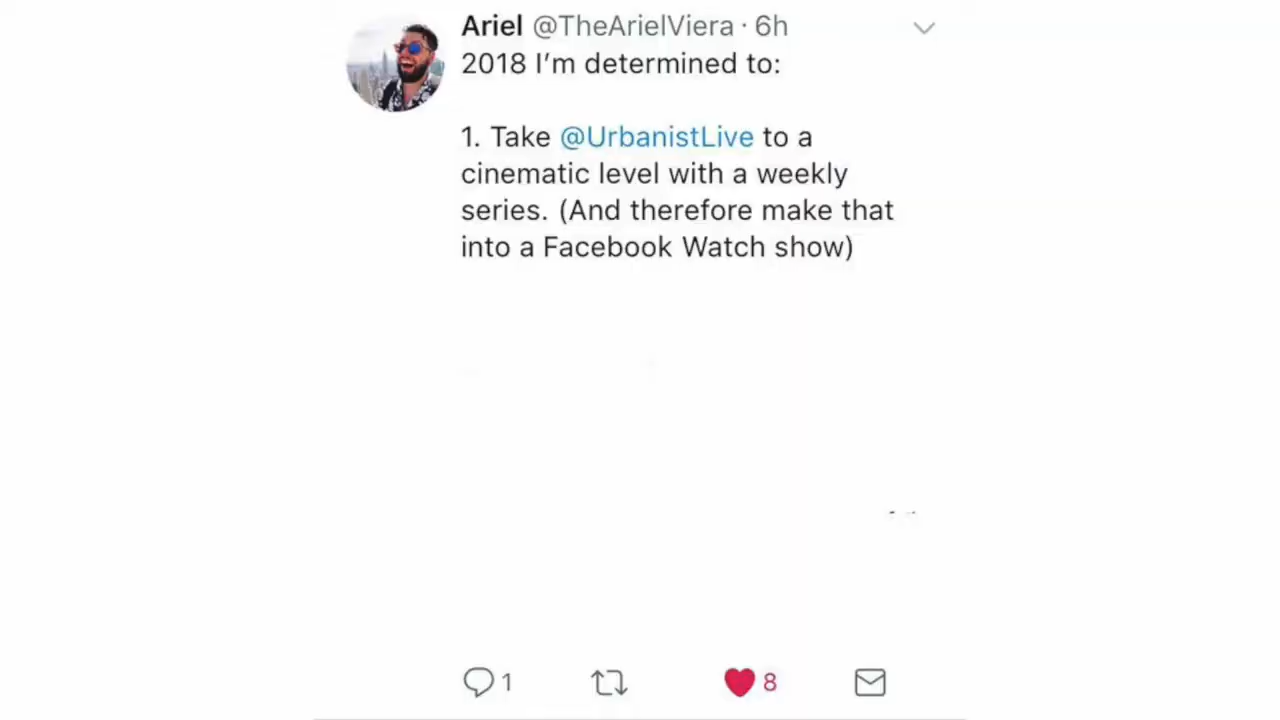 Ariel @TheArielViera · 6h
2018 I'm determined to:
1. Take @UrbanistLive to a
cinematic level with a weekly
series. (And therefore make that
into a Facebook Watch show)
1 8